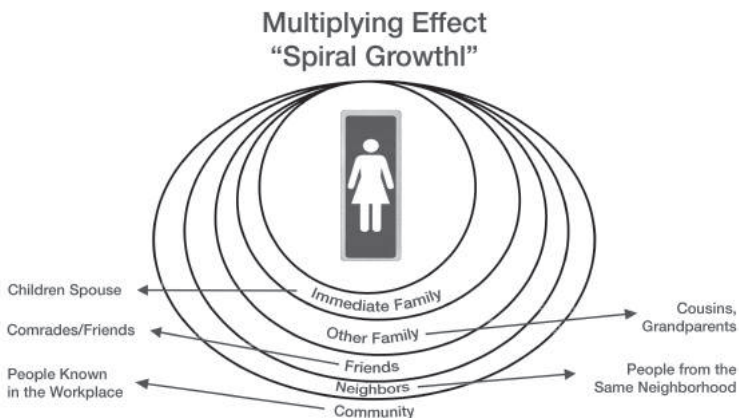 Multiplying Effect
“Spiral Growthl”
Children Spouse
Immediate Family
Cousins,
Grandparents
Other Family
Comrades/Friends
Friends
People Known
in the Workplace
Neighbors
People from the
Same Neighborhood
Community